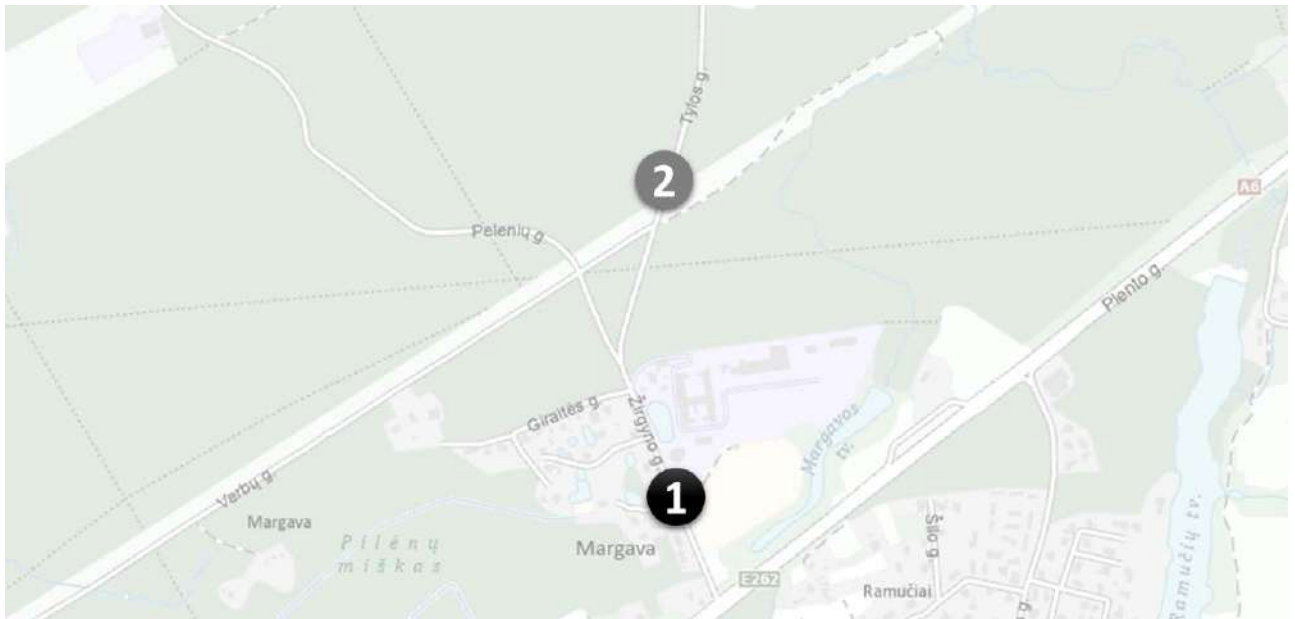 Tylos g.
2
A6
Pelenių g.
Plento g.
Giraitės g.
Žirgyno g.
Margavos
tv.
Verbų g.
1
Margava
Pilėnų
miškas
Margava
Šilo g.
Ramučių tv.
E262
Ramučiai
g.